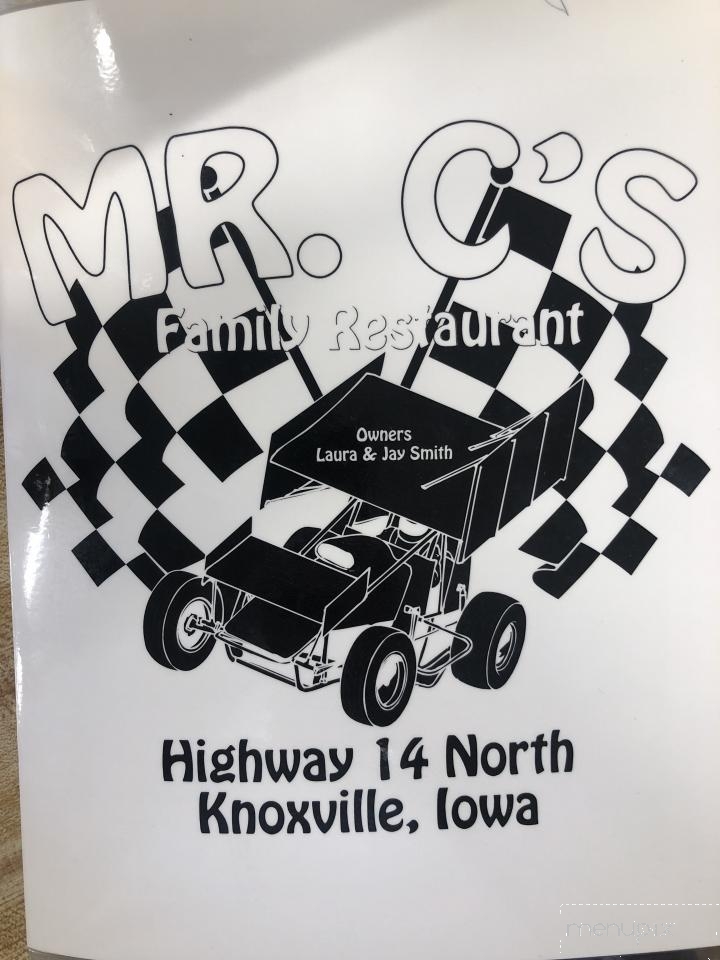 MR. C'S
Family Restaurant
Owners
Laura & Jay Smith
Highway 14 North
Knoxville, Iowa